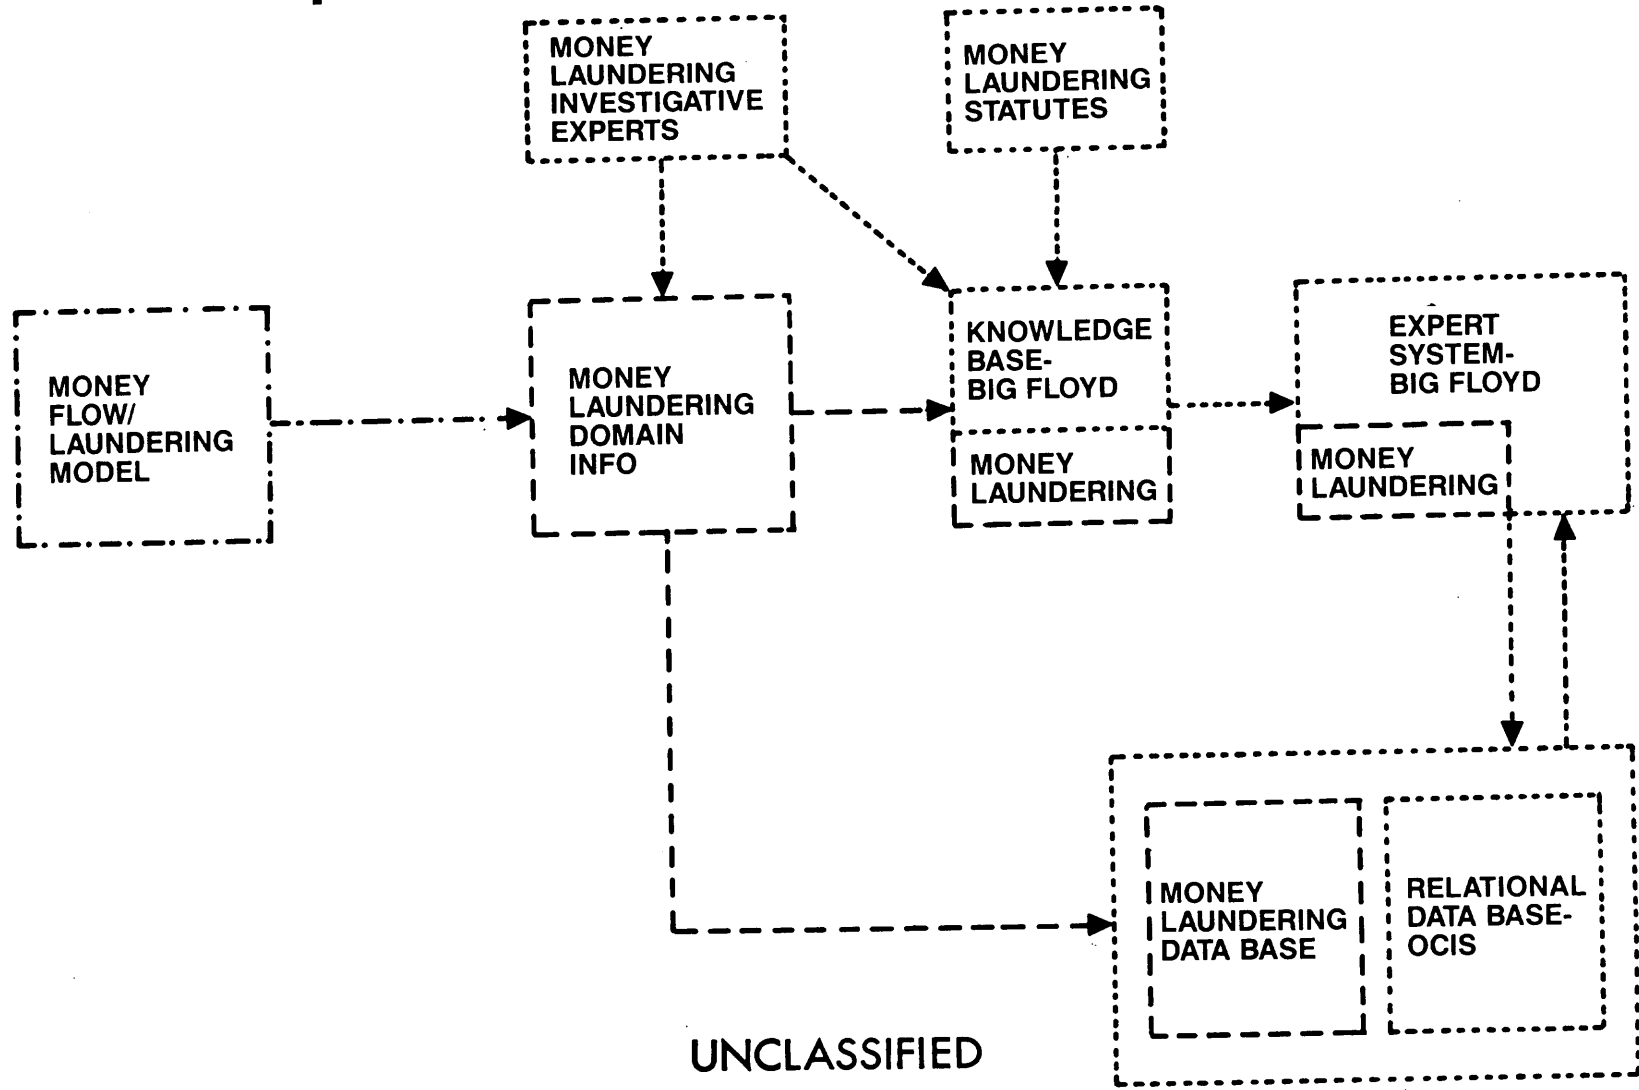 MONEY
LAUNDERING
INVESTIGATIVE
EXPERTS
MONEY
LAUNDERING
STATUTES
MONEY
FLOW/
LAUNDERING
MODEL
MONEY
LAUNDERING
DOMAIN
INFO
KNOWLEDGE
BASE-
BIG FLOYD
MONEY
LAUNDERING
EXPERT
SYSTEM-
BIG FLOYD
MONEY
LAUNDERING
MONEY
LAUNDERING
DATA BASE
RELATIONAL
DATA BASE-
OCIS
UNCLASSIFIED